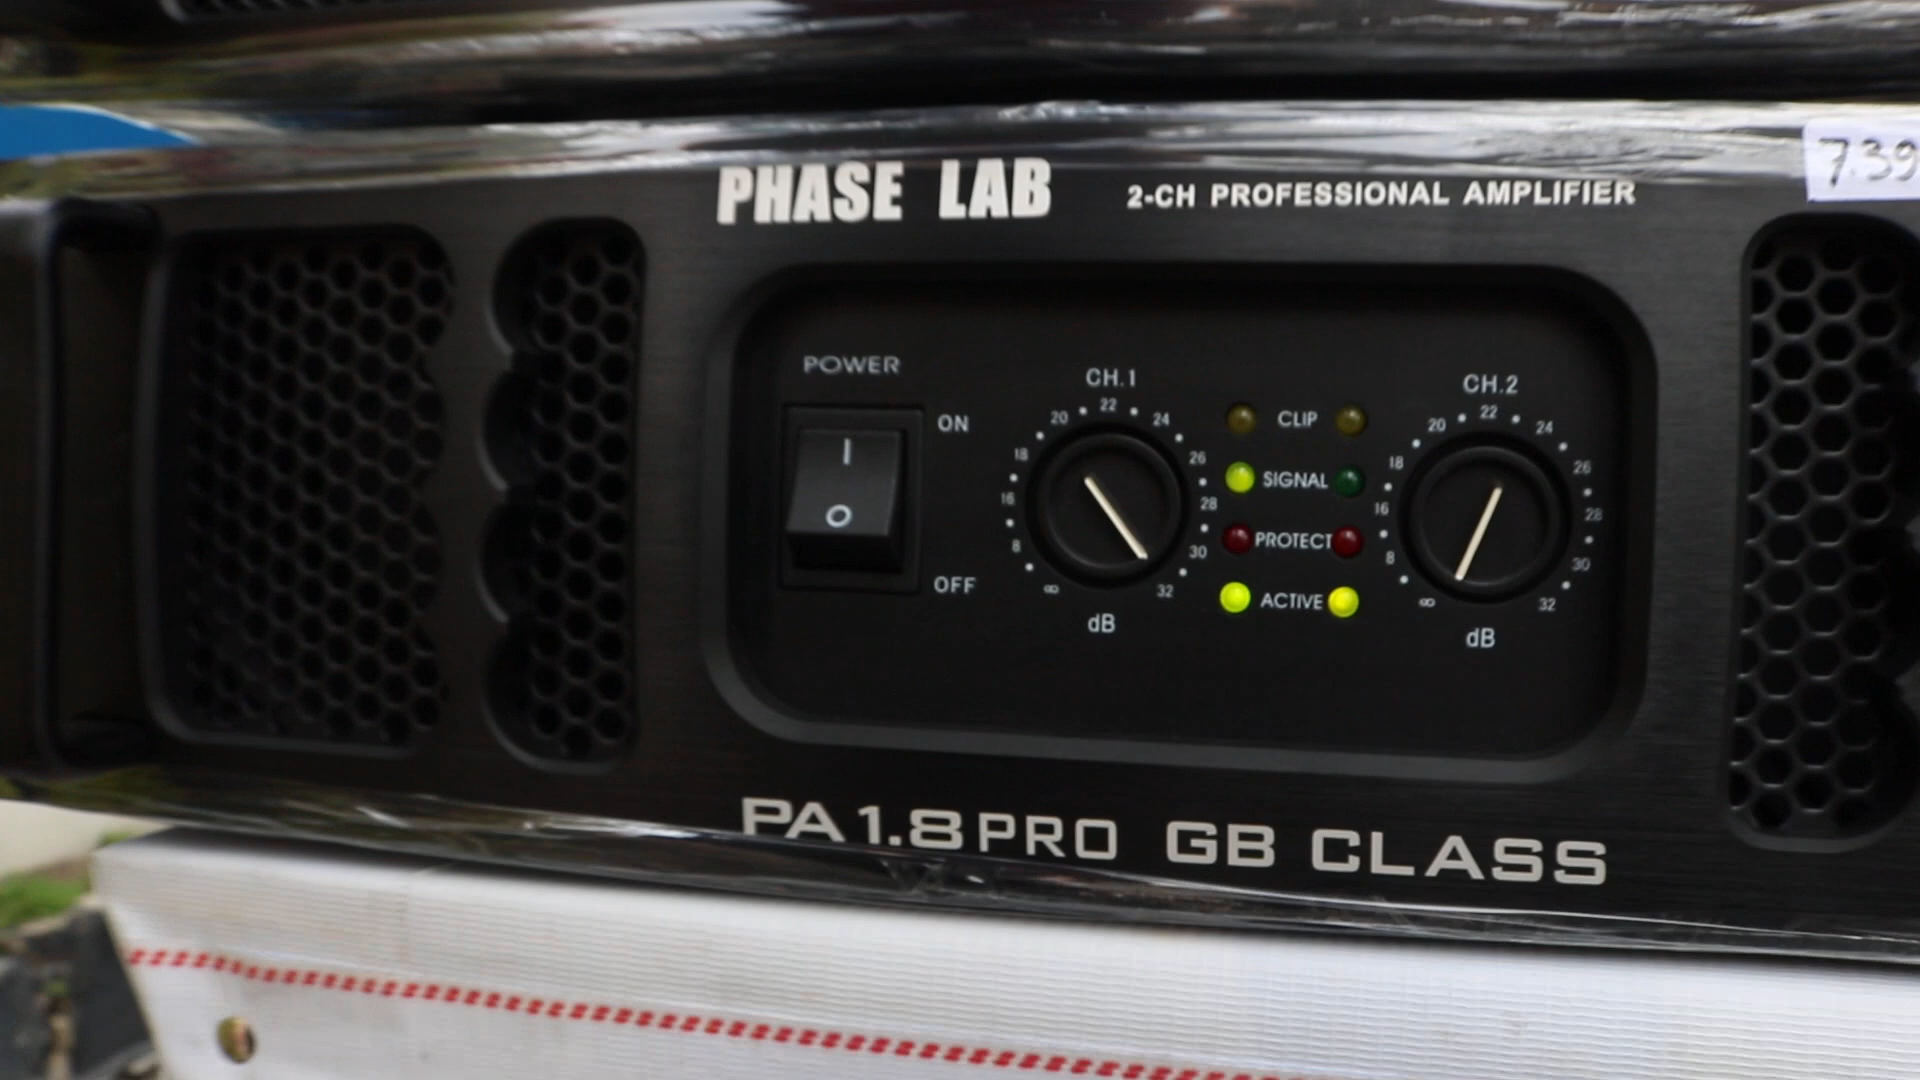 PHASE LAB
2-CH PROFESSIONAL AMPLIFIER
7.39
POWER
ON
I
O
OFF
CH.1
∞ 8 16 18 20 22 24 26 28 30 32
dB
CLIP
SIGNAL
PROTECT
ACTIVE
CH.2
∞ 8 16 18 20 22 24 26 28 30 32
dB
PA1.8PRO GB CLASS